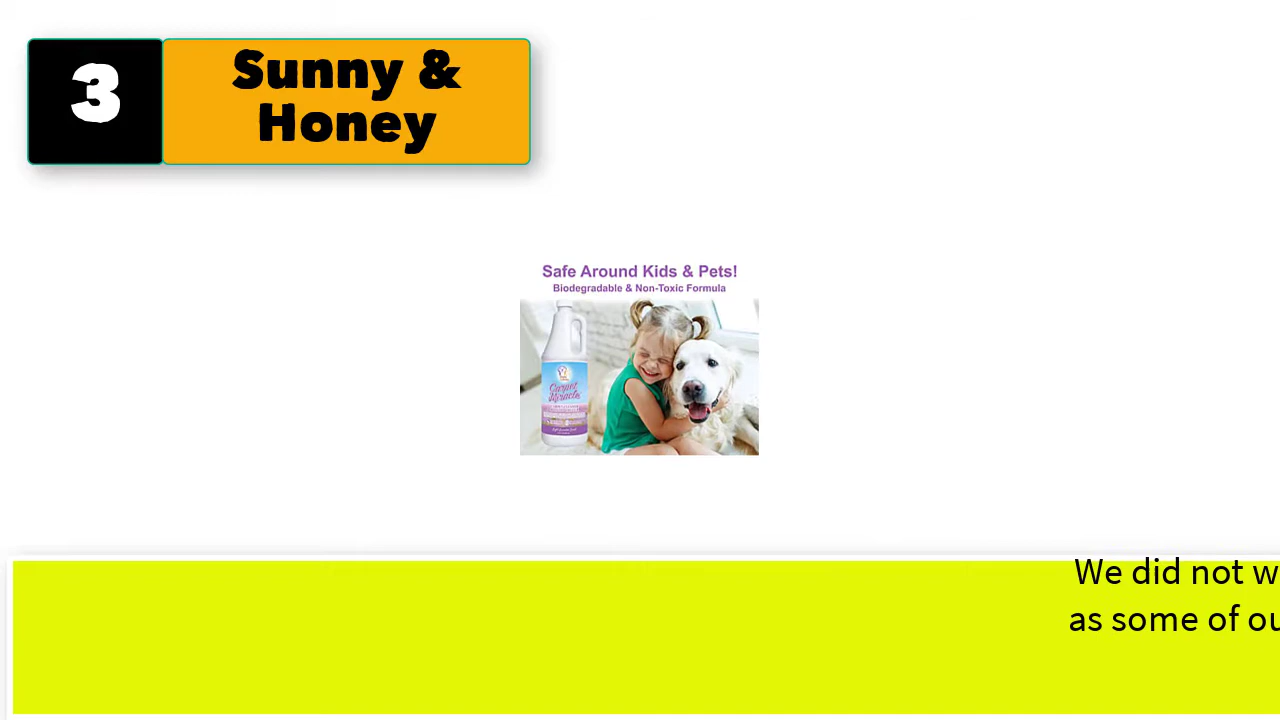 3
Sunny &
Honey
Safe Around Kids & Pets!
Biodegradable & Non-Toxic Formula
Carpet
Miracle
We did not w
as some of ou